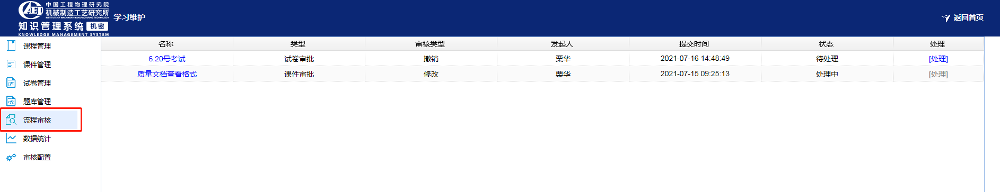 中国工程物理研究院
机械制造工艺研究所
INSTITUTE OF MACHINERY MANUFACTURING TECHNOLOGY
知识管理系统 机密
KNOWLEDGE MANAGEMENT SYSTEM
学习维护
返回首页
课程管理
课件管理
试卷管理
题库管理
流程审核
数据统计
审核配置
名称 类型 审核类型 发起人 提交时间 状态 处理
6.20号考试 试卷审批 撤销 栗华 2021-07-16 14:48:49 待处理 [处理]
质量文档查看格式 课件审批 修改 栗华 2021-07-15 09:25:13 处理中 [处理]